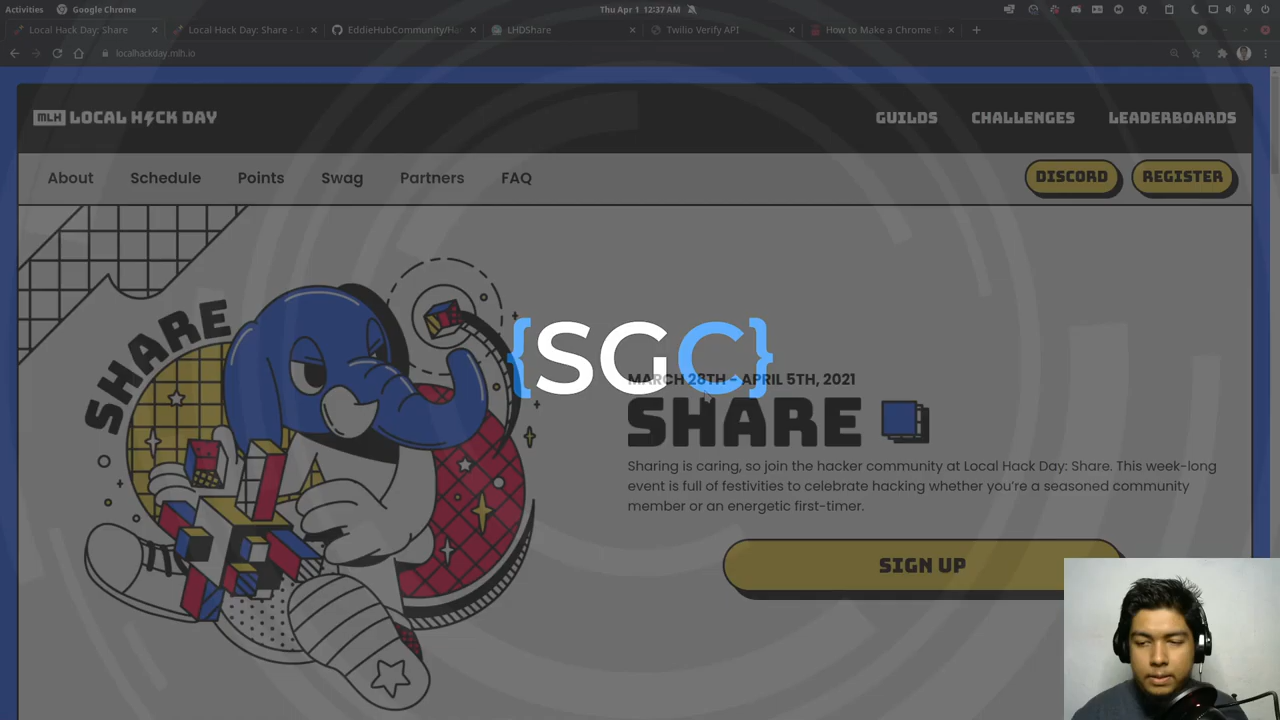 Activities
Google Chrome
Thu Apr 1 12:37 AM
Local Hack Day: Share
Local Hack Day: Share - L
EddieHubCommunity/Ha
LHDShare
Twilio Verify API
How to Make a Chrome E
localhackday.mlh.io
MLH LOCAL HACK DAY
GUILDS
CHALLENGES
LEADERBOARDS
About
Schedule
Points
Swag
Partners
FAQ
DISCORD
REGISTER
SHARE
{SGC}
MARCH 28TH - APRIL 5TH, 2021
SHARE
Sharing is caring, so join the hacker community at Local Hack Day: Share. This week-long
event is full of festivities to celebrate hacking whether you're a seasoned community
member or an energetic first-timer.
SIGN UP